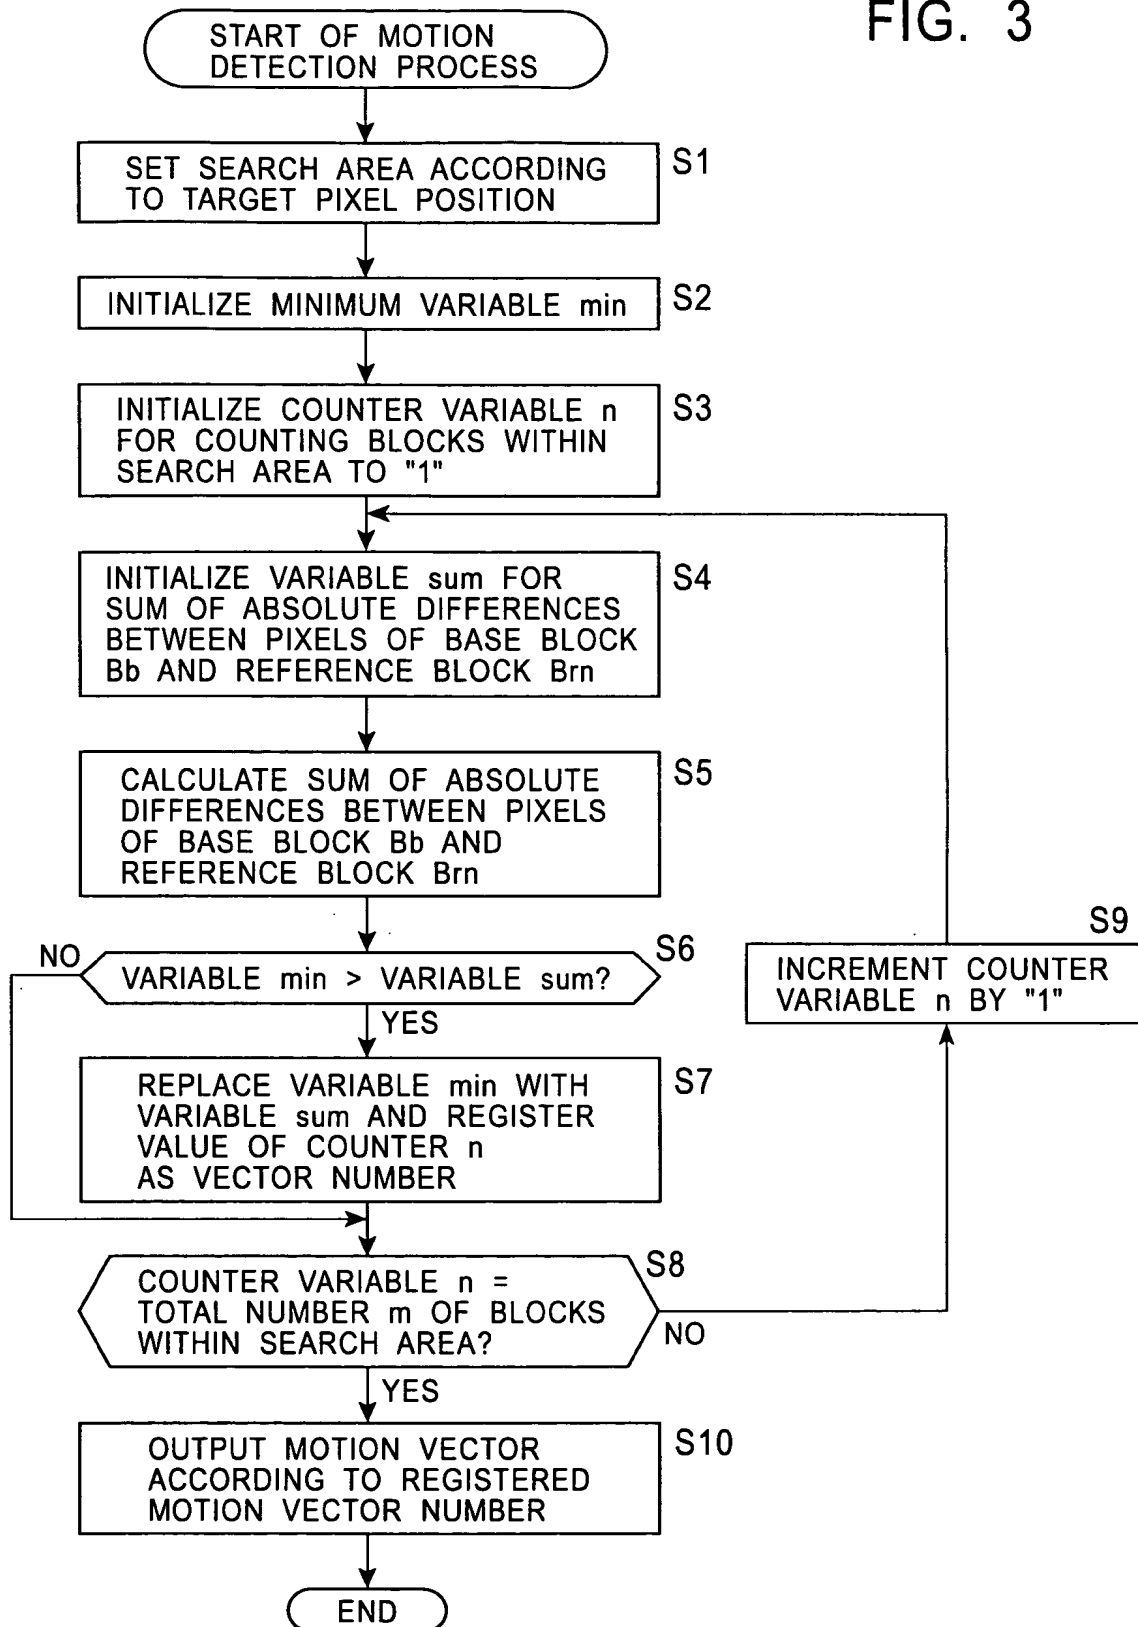 FIG. 3
START OF MOTION
DETECTION PROCESS
SET SEARCH AREA ACCORDING
TO TARGET PIXEL POSITION
S1
INITIALIZE MINIMUM VARIABLE min
S2
INITIALIZE COUNTER VARIABLE n
FOR COUNTING BLOCKS WITHIN
SEARCH AREA TO "1"
S3
INITIALIZE VARIABLE sum FOR
SUM OF ABSOLUTE DIFFERENCES
BETWEEN PIXELS OF BASE BLOCK
Bb AND REFERENCE BLOCK Brn
S4
CALCULATE SUM OF ABSOLUTE
DIFFERENCES BETWEEN PIXELS
OF BASE BLOCK Bb AND
REFERENCE BLOCK Brn
S5
NO
VARIABLE min > VARIABLE sum?
S6
YES
REPLACE VARIABLE min WITH
VARIABLE sum AND REGISTER
VALUE OF COUNTER n
AS VECTOR NUMBER
S7
COUNTER VARIABLE n =
TOTAL NUMBER m OF BLOCKS
WITHIN SEARCH AREA?
S8
NO
S9
INCREMENT COUNTER
VARIABLE n BY "1"
YES
OUTPUT MOTION VECTOR
ACCORDING TO REGISTERED
MOTION VECTOR NUMBER
S10
END